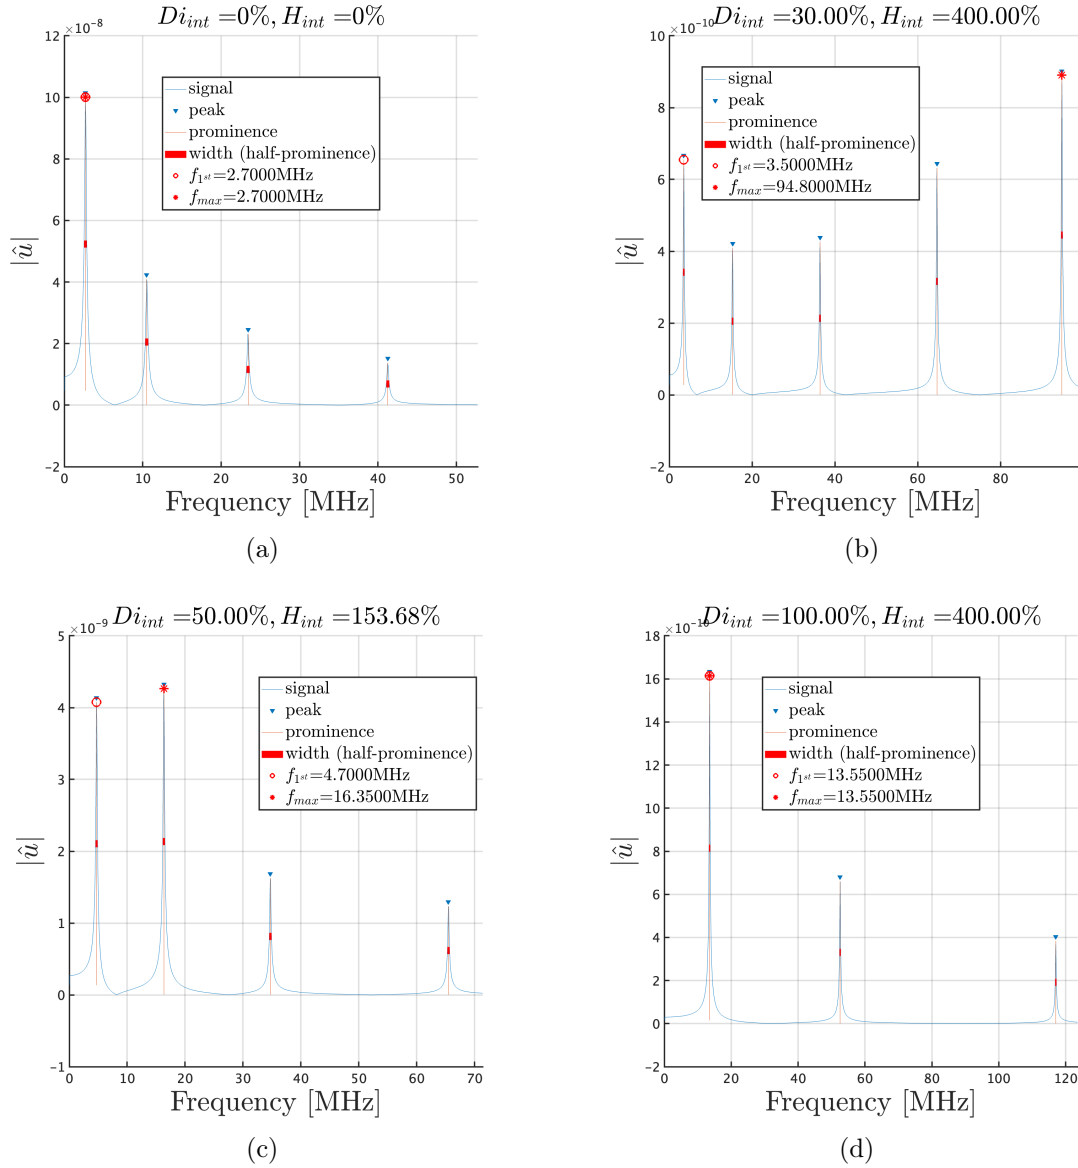 Di_int =0%, H_int =0%
×10^-8
12
10
8
6
4
2
0
-2
|û|
signal
peak
prominence
width (half-prominence)
f_1st=2.7000MHz
f_max=2.7000MHz
0 10 20 30 40 50
Frequency [MHz]
(a)
Di_int =30.00%, H_int =400.00%
×10^-10
10
8
6
4
2
0
-2
|û|
signal
peak
prominence
width (half-prominence)
f_1st=3.5000MHz
f_max=94.8000MHz
0 20 40 60 80
Frequency [MHz]
(b)
Di_int =50.00%, H_int =153.68%
×10^-9
5
4
3
2
1
0
-1
|û|
signal
peak
prominence
width (half-prominence)
f_1st=4.7000MHz
f_max=16.3500MHz
0 10 20 30 40 50 60 70
Frequency [MHz]
(c)
Di_int =100.00%, H_int =400.00%
×10^-10
18
16
14
12
10
8
6
4
2
0
-2
|û|
signal
peak
prominence
width (half-prominence)
f_1st=13.5500MHz
f_max=13.5500MHz
0 20 40 60 80 100 120
Frequency [MHz]
(d)